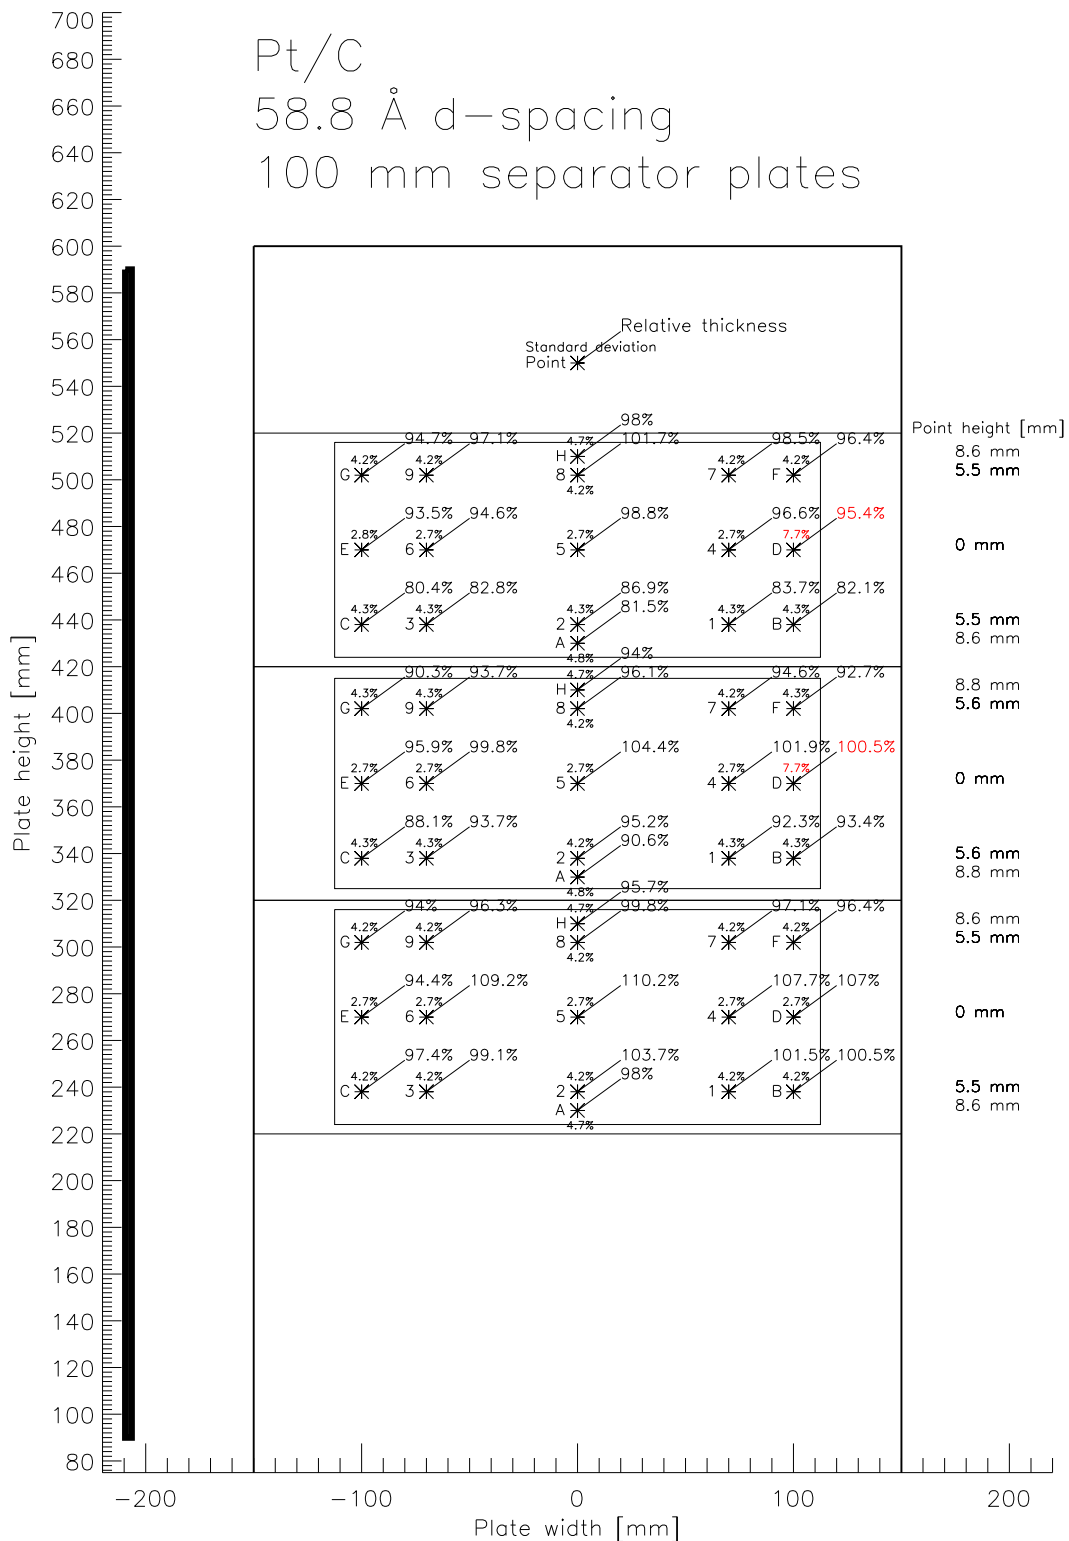 Pt/C
58.8 Å d-spacing
100 mm separator plates
700
680
660
640
620
600
580
560
540
520
500
480
460
440
420
400
380
360
340
320
300
280
260
240
220
200
180
160
140
120
100
80
Plate height [mm]
Relative thickness
Standard deviation
Point
Point height [mm]
98%
94.7% 97.1% 4.7% 101.7% 98.5% 96.4%
H
8.6 mm
4.2% 4.2% 4.2% 4.2%
G 9 8 7 F
5.5 mm
4.2%
93.5% 94.6% 98.8% 96.6% 95.4%
2.8% 2.7% 2.7% 2.7% 7.7%
E 6 5 4 D
0 mm
80.4% 82.8% 86.9% 83.7% 82.1%
4.3% 4.3% 4.3% 81.5% 4.3% 4.3%
C 3 2 1 B
5.5 mm
A
8.6 mm
4.8% 94%
90.3% 93.7% 4.7% 96.1% 94.6% 92.7%
H
8.8 mm
4.3% 4.3% 4.2% 4.3%
G 9 8 7 F
5.6 mm
4.2%
95.9% 99.8% 104.4% 101.9% 100.5%
2.7% 2.7% 2.7% 2.7% 7.7%
E 6 5 4 D
0 mm
88.1% 93.7% 95.2% 92.3% 93.4%
4.3% 4.3% 4.2% 90.6% 4.3% 4.3%
C 3 2 1 B
5.6 mm
A
8.8 mm
4.8% 95.7%
94% 96.3% 4.7% 99.8% 97.1% 96.4%
H
8.6 mm
4.2% 4.2% 4.2% 4.2%
G 9 8 7 F
5.5 mm
4.2%
94.4% 109.2% 110.2% 107.7% 107%
2.7% 2.7% 2.7% 2.7% 2.7%
E 6 5 4 D
0 mm
97.4% 99.1% 103.7% 101.5% 100.5%
4.2% 4.2% 4.2% 98% 4.2% 4.2%
C 3 2 1 B
5.5 mm
A
8.6 mm
4.7%
-200 -100 0 100 200
Plate width [mm]